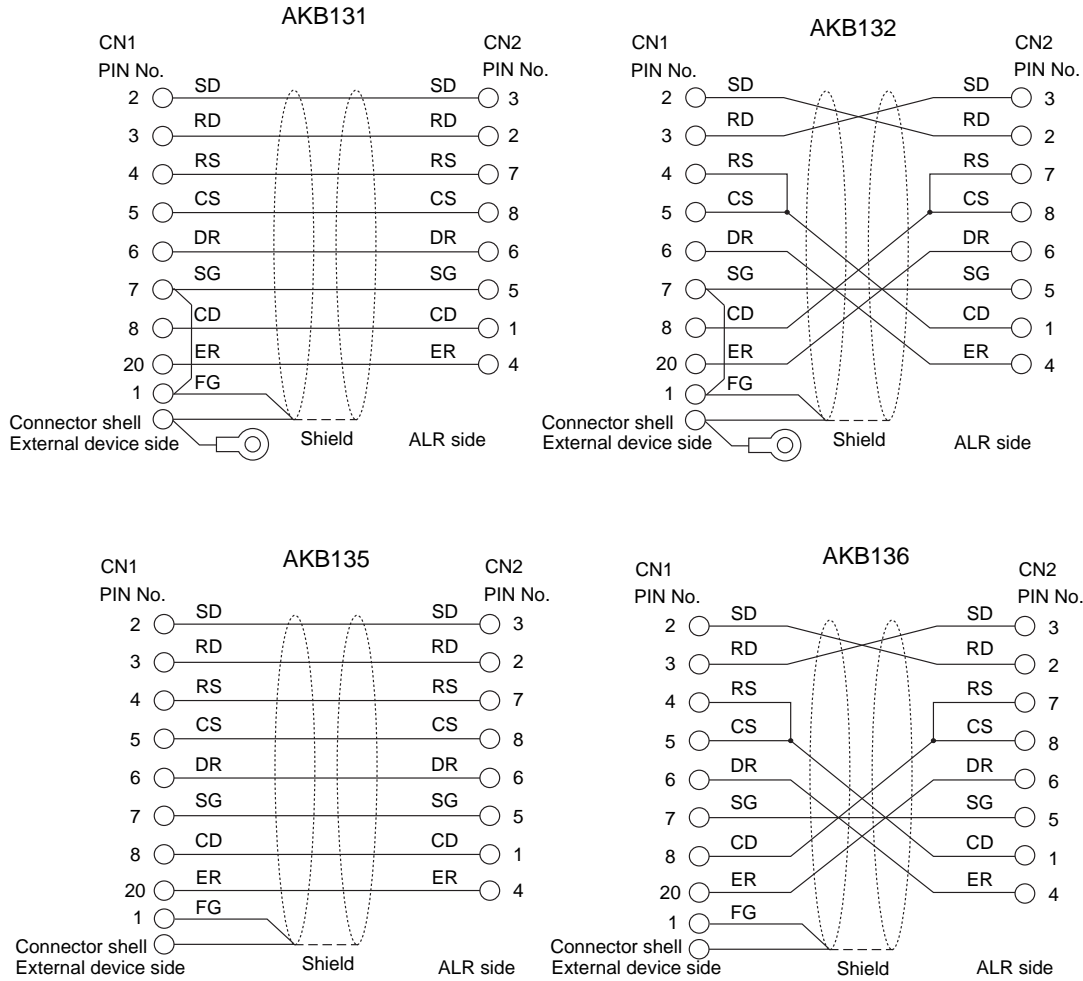 AKB131
CN1 CN2
PIN No. PIN No.
2 SD SD 3
3 RD RD 2
4 RS RS 7
5 CS CS 8
6 DR DR 6
7 SG SG 5
8 CD CD 1
20 ER ER 4
1 FG
Connector shell
External device side Shield ALR side
AKB132
CN1 CN2
PIN No. PIN No.
2 SD SD 3
3 RD RD 2
4 RS RS 7
5 CS CS 8
6 DR DR 6
7 SG SG 5
8 CD CD 1
20 ER ER 4
1 FG
Connector shell
External device side Shield ALR side
AKB135
CN1 CN2
PIN No. PIN No.
2 SD SD 3
3 RD RD 2
4 RS RS 7
5 CS CS 8
6 DR DR 6
7 SG SG 5
8 CD CD 1
20 ER ER 4
1 FG
Connector shell
External device side Shield ALR side
AKB136
CN1 CN2
PIN No. PIN No.
2 SD SD 3
3 RD RD 2
4 RS RS 7
5 CS CS 8
6 DR DR 6
7 SG SG 5
8 CD CD 1
20 ER ER 4
1 FG
Connector shell
External device side Shield ALR side